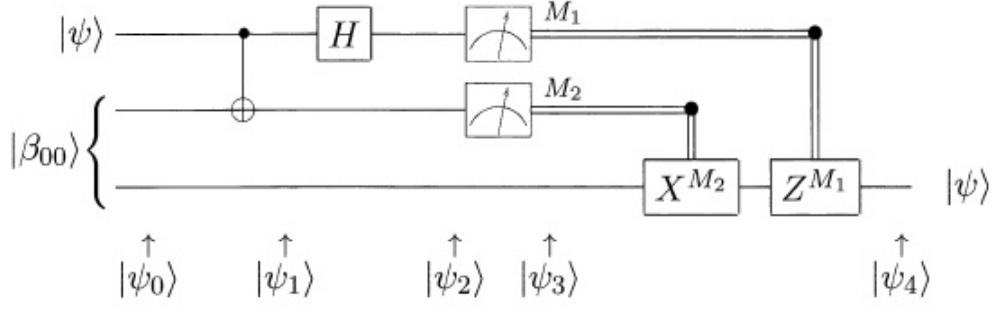 |ψ⟩ H M₁
M₂
|β₀₀⟩
X^{M₂} Z^{M₁} |ψ⟩
↑ ↑ ↑ ↑ ↑
|ψ₀⟩ |ψ₁⟩ |ψ₂⟩ |ψ₃⟩ |ψ₄⟩